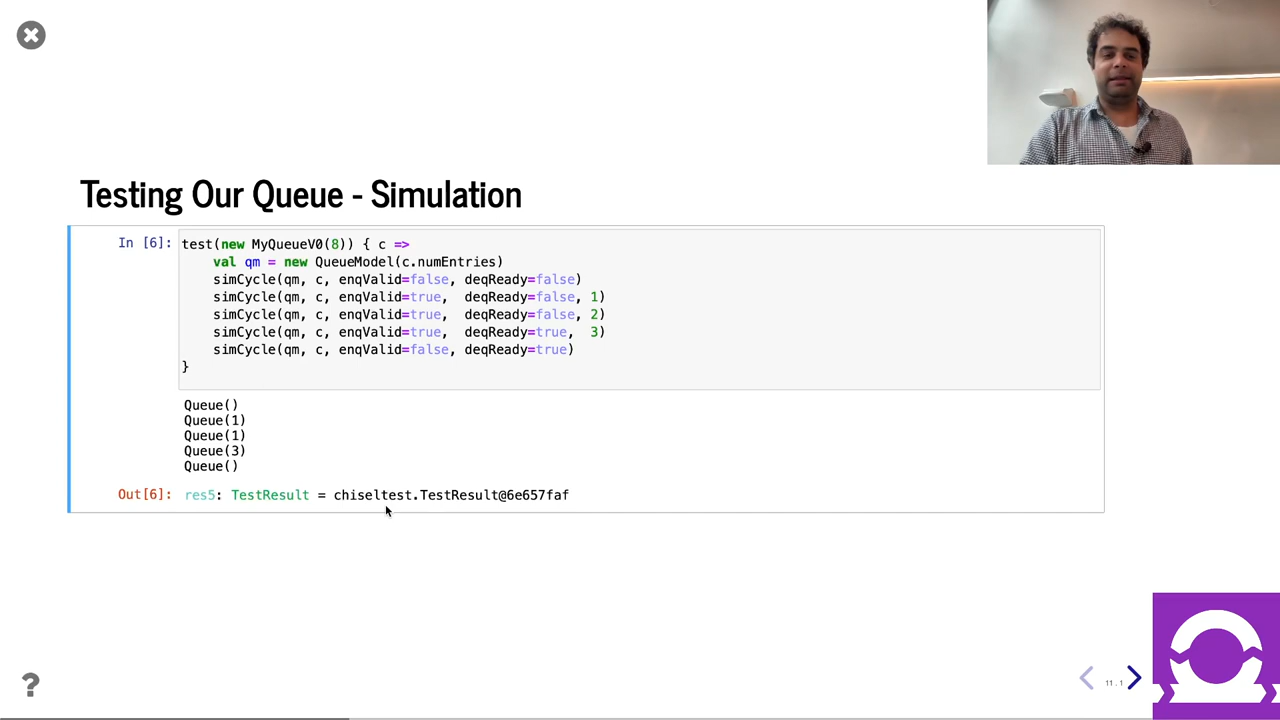 Testing Our Queue - Simulation
In [6]: test(new MyQueueV0(8)) { c =>
    val qm = new QueueModel(c.numEntries)
    simCycle(qm, c, enqValid=false, deqReady=false)
    simCycle(qm, c, enqValid=true,  deqReady=false, 1)
    simCycle(qm, c, enqValid=true,  deqReady=false, 2)
    simCycle(qm, c, enqValid=true,  deqReady=true,  3)
    simCycle(qm, c, enqValid=false, deqReady=true)
}
Queue()
Queue(1)
Queue(1)
Queue(3)
Queue()
Out[6]: res5: TestResult = chiseltest.TestResult@6e657faf
?
11 . 1